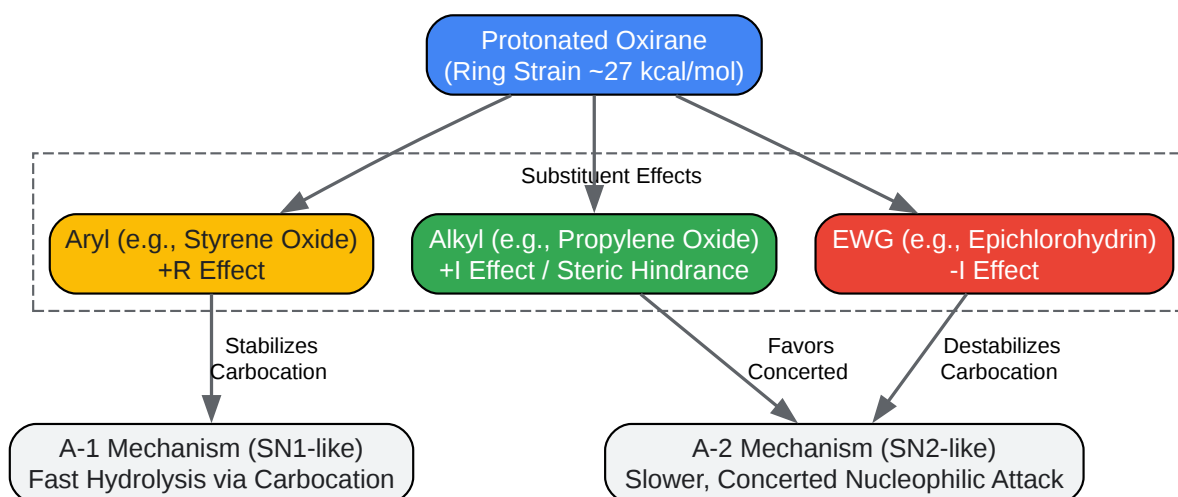 Protonated Oxirane
(Ring Strain ~27 kcal/mol)
Substituent Effects
Aryl (e.g., Styrene Oxide)
+R Effect
Alkyl (e.g., Propylene Oxide)
+I Effect / Steric Hindrance
EWG (e.g., Epichlorohydrin)
-I Effect
Stabilizes
Carbocation
Favors
Concerted
Destabilizes
Carbocation
A-1 Mechanism (SN1-like)
Fast Hydrolysis via Carbocation
A-2 Mechanism (SN2-like)
Slower, Concerted Nucleophilic Attack